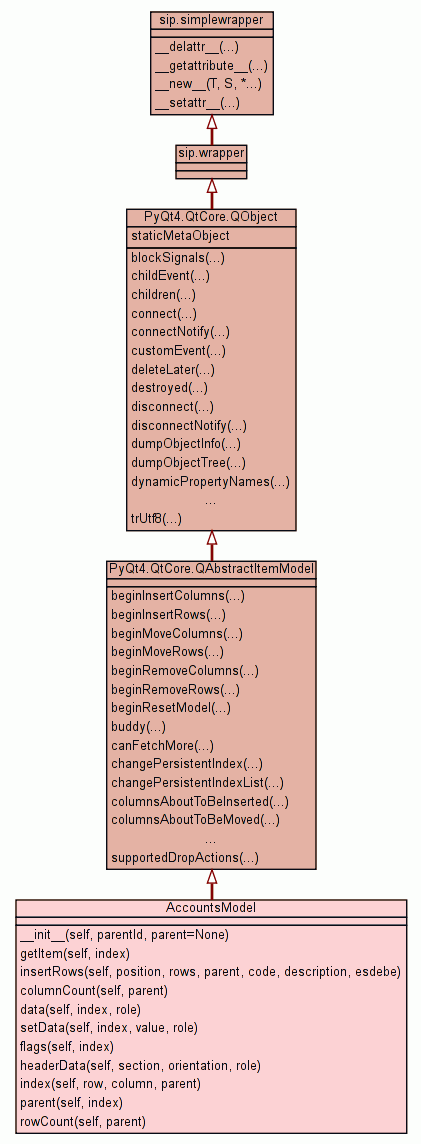 sip.simplewrapper
__delattr__(...)
__getattribute__(...)
__new__(T, S, *...)
__setattr__(...)
sip.wrapper
PyQt4.QtCore.QObject
staticMetaObject
blockSignals(...)
childEvent(...)
children(...)
connect(...)
connectNotify(...)
customEvent(...)
deleteLater(...)
destroyed(...)
disconnect(...)
disconnectNotify(...)
dumpObjectInfo(...)
dumpObjectTree(...)
dynamicPropertyNames(...)
...
trUtf8(...)
PyQt4.QtCore.QAbstractItemModel
beginInsertColumns(...)
beginInsertRows(...)
beginMoveColumns(...)
beginMoveRows(...)
beginRemoveColumns(...)
beginRemoveRows(...)
beginResetModel(...)
buddy(...)
canFetchMore(...)
changePersistentIndex(...)
changePersistentIndexList(...)
columnsAboutToBeInserted(...)
columnsAboutToBeMoved(...)
...
supportedDropActions(...)
AccountsModel
__init__(self, parentId, parent=None)
getItem(self, index)
insertRows(self, position, rows, parent, code, description, esdebe)
columnCount(self, parent)
data(self, index, role)
setData(self, index, value, role)
flags(self, index)
headerData(self, section, orientation, role)
index(self, row, column, parent)
parent(self, index)
rowCount(self, parent)